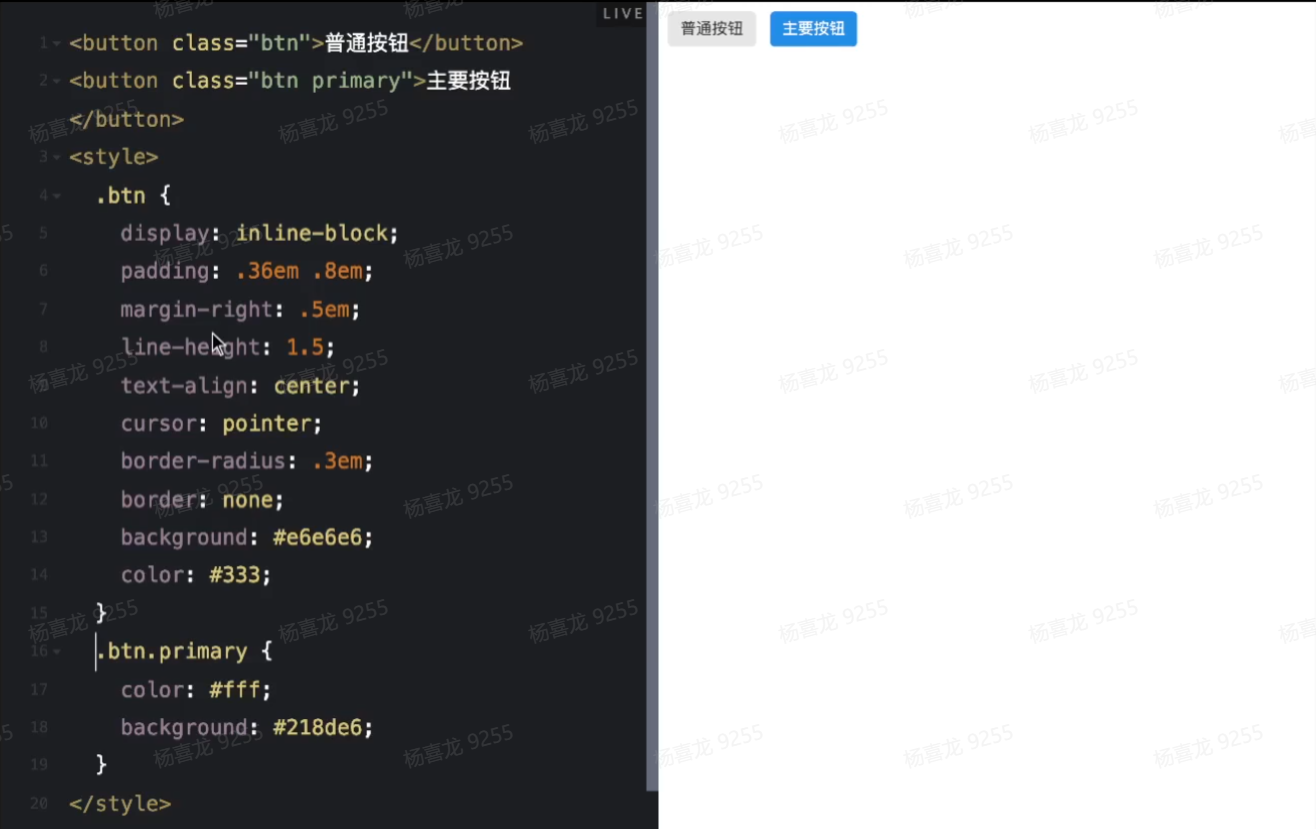 LIVE
1 <button class="btn">普通按钮</button>
2 <button class="btn primary">主要按钮
</button>
3 <style>
4 .btn {
5 display: inline-block;
6 padding: .36em .8em;
7 margin-right: .5em;
8 line-height: 1.5;
text-align: center;
10 cursor: pointer;
11 border-radius: .3em;
12 border: none;
13 background: #e6e6e6;
14 color: #333;
15 }
16 .btn.primary {
17 color: #fff;
18 background: #218de6;
19 }
20 </style>
普通按钮 主要按钮
杨喜龙 9255